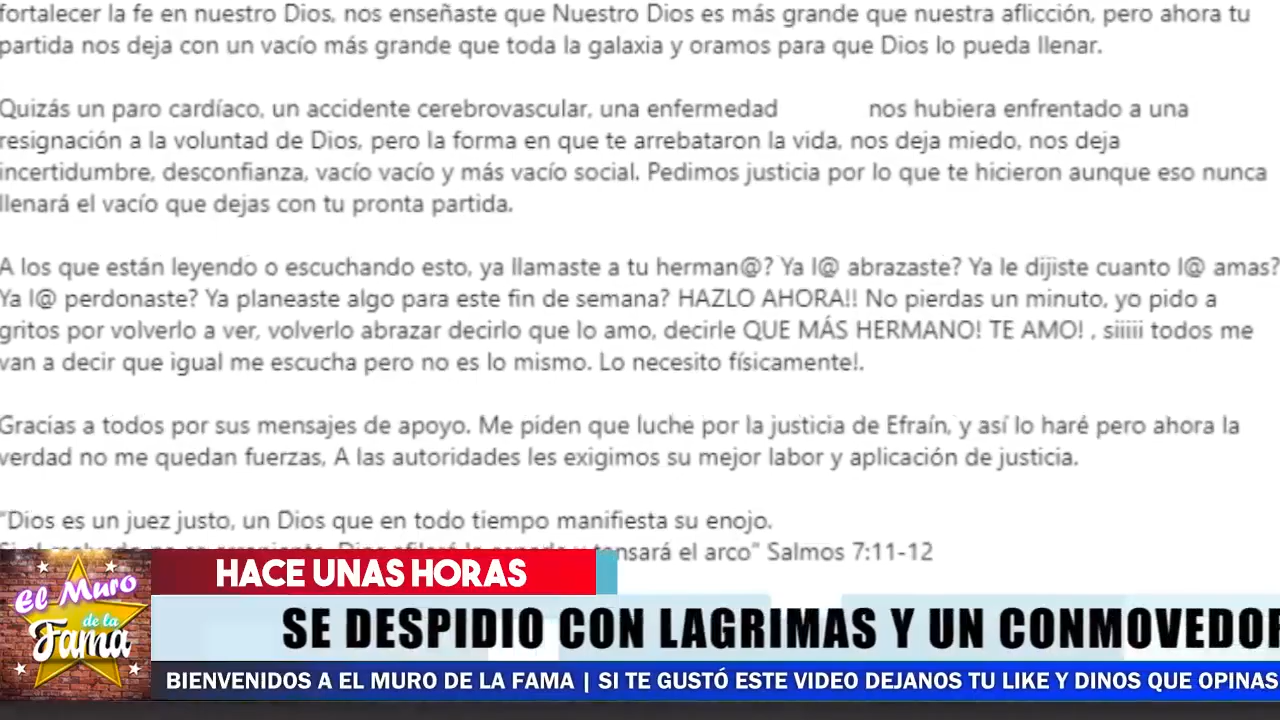 fortalecer la fe en nuestro Dios, nos enseñaste que Nuestro Dios es más grande que nuestra aflicción, pero ahora tu
partida nos deja con un vacío más grande que toda la galaxia y oramos para que Dios lo pueda llenar.
Quizás un paro cardíaco, un accidente cerebrovascular, una enfermedad nos hubiera enfrentado a una
resignación a la voluntad de Dios, pero la forma en que te arrebataron la vida, nos deja miedo, nos deja
incertidumbre, desconfianza, vacío vacío y más vacío social. Pedimos justicia por lo que te hicieron aunque eso nunca
llenará el vacío que dejas con tu pronta partida.
A los que están leyendo o escuchando esto, ya llamaste a tu herman@? Ya l@ abrazaste? Ya le dijiste cuanto l@ amas?
Ya l@ perdonaste? Ya planeaste algo para este fin de semana? HAZLO AHORA!! No pierdas un minuto, yo pido a
gritos por volverlo a ver, volverlo abrazar decirlo que lo amo, decirle QUE MÁS HERMANO! TE AMO! , siiiii todos me
van a decir que igual me escucha pero no es lo mismo. Lo necesito físicamente!.
Gracias a todos por sus mensajes de apoyo. Me piden que luche por la justicia de Efraín, y así lo haré pero ahora la
verdad no me quedan fuerzas, A las autoridades les exigimos su mejor labor y aplicación de justicia.
"Dios es un juez justo, un Dios que en todo tiempo manifiesta su enojo.
tensará el arco" Salmos 7:11-12
HACE UNAS HORAS
El Muro
de la
Fama
SE DESPIDIO CON LAGRIMAS Y UN CONMOVEDOR
BIENVENIDOS A EL MURO DE LA FAMA | SI TE GUSTÓ ESTE VIDEO DEJANOS TU LIKE Y DINOS QUE OPINAS